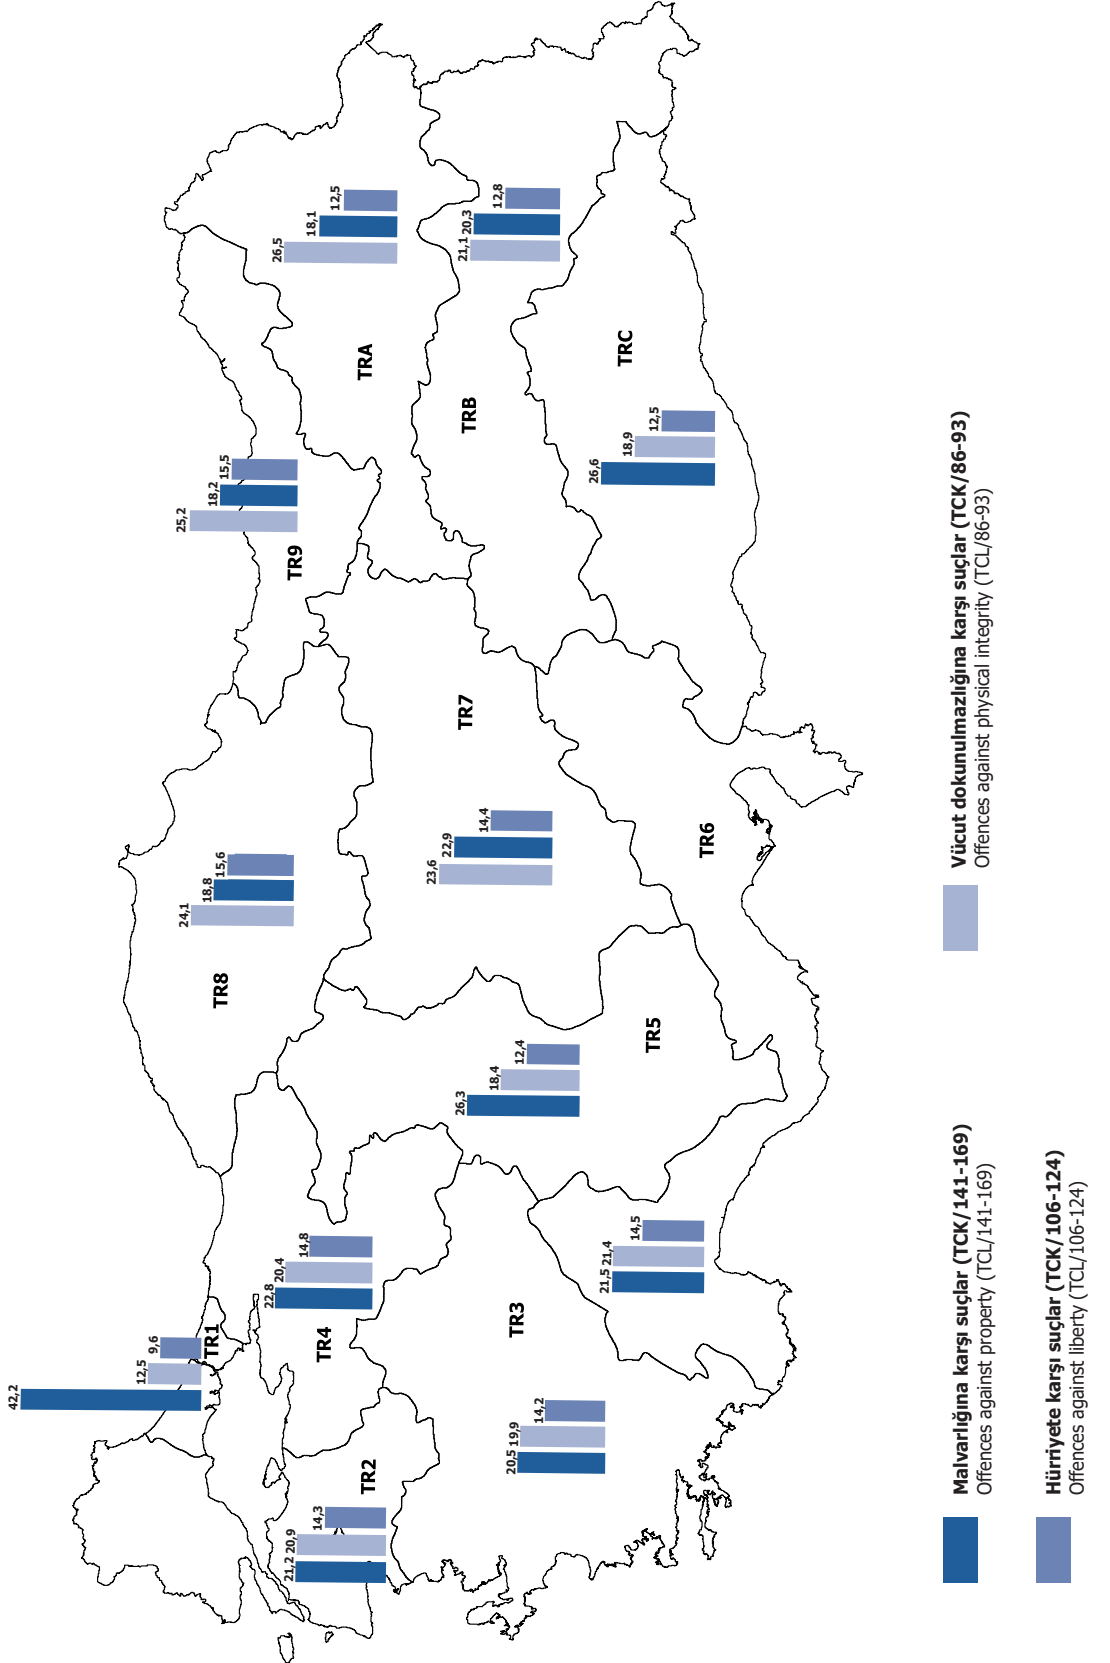 42,2
12,5
9,6
TR1
21,2
20,9
14,3
TR2
22,8
20,4
14,8
TR4
20,5
19,9
14,2
TR3
21,5
21,4
14,5
26,3
18,4
12,4
TR5
24,1
18,8
15,6
TR8
23,6
22,9
14,4
TR7
TR6
25,2
18,2
15,5
TR9
26,5
18,1
12,5
TRA
21,1
20,3
12,8
TRB
26,6
18,9
12,5
TRC
Malvarlığına karşı suçlar (TCK/141-169)
Offences against property (TCL/141-169)
Vücut dokunulmazlığına karşı suçlar (TCK/86-93)
Offences against physical integrity (TCL/86-93)
Hürriyete karşı suçlar (TCK/106-124)
Offences against liberty (TCL/106-124)